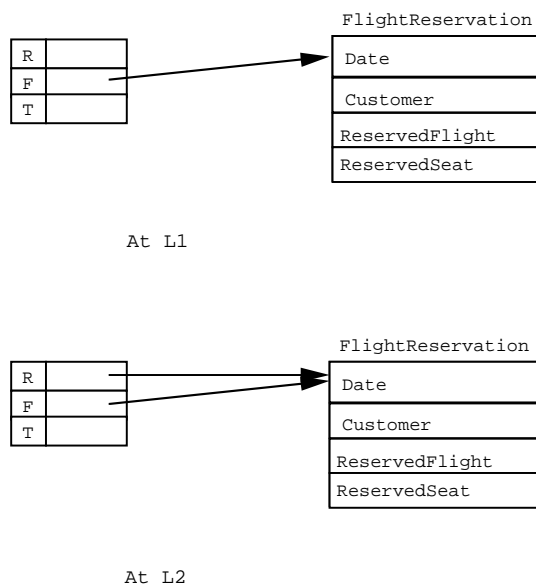 FlightReservation
R
F
T
Date
Customer
ReservedFlight
ReservedSeat
At L1
FlightReservation
R
F
T
Date
Customer
ReservedFlight
ReservedSeat
At L2